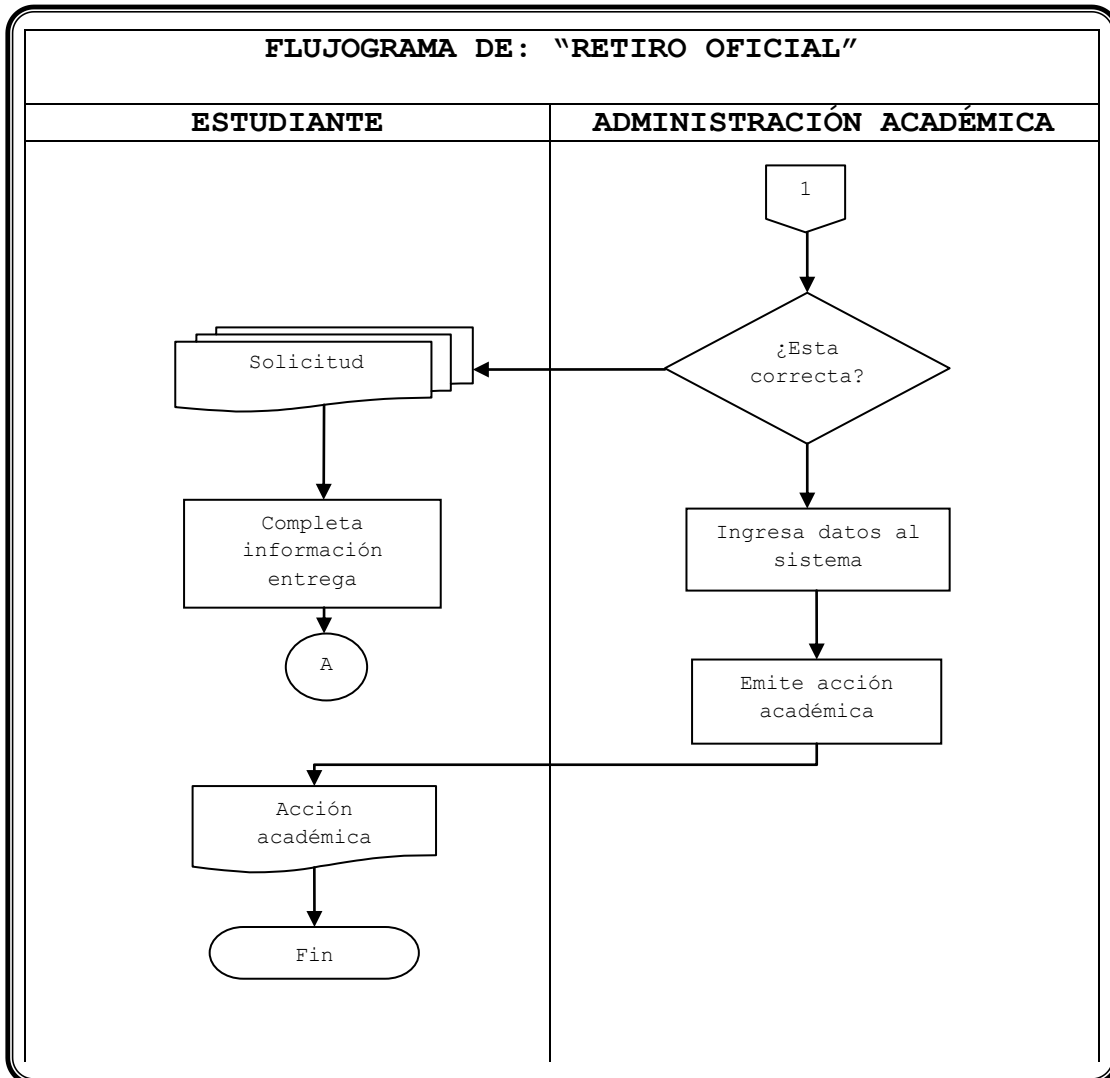 FLUJOGRAMA DE: “RETIRO OFICIAL”
ESTUDIANTE
ADMINISTRACIÓN ACADÉMICA
1
¿Esta
correcta?
Solicitud
Completa
información
entrega
A
Ingresa datos al
sistema
Emite acción
académica
Acción
académica
Fin